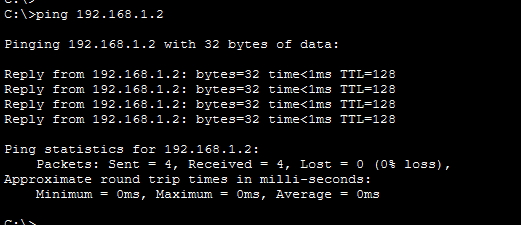 C:\>
C:\>ping 192.168.1.2
Pinging 192.168.1.2 with 32 bytes of data:
Reply from 192.168.1.2: bytes=32 time<1ms TTL=128
Reply from 192.168.1.2: bytes=32 time<1ms TTL=128
Reply from 192.168.1.2: bytes=32 time<1ms TTL=128
Reply from 192.168.1.2: bytes=32 time<1ms TTL=128
Ping statistics for 192.168.1.2:
Packets: Sent = 4, Received = 4, Lost = 0 (0% loss),
Approximate round trip times in milli-seconds:
Minimum = 0ms, Maximum = 0ms, Average = 0ms
C:\>